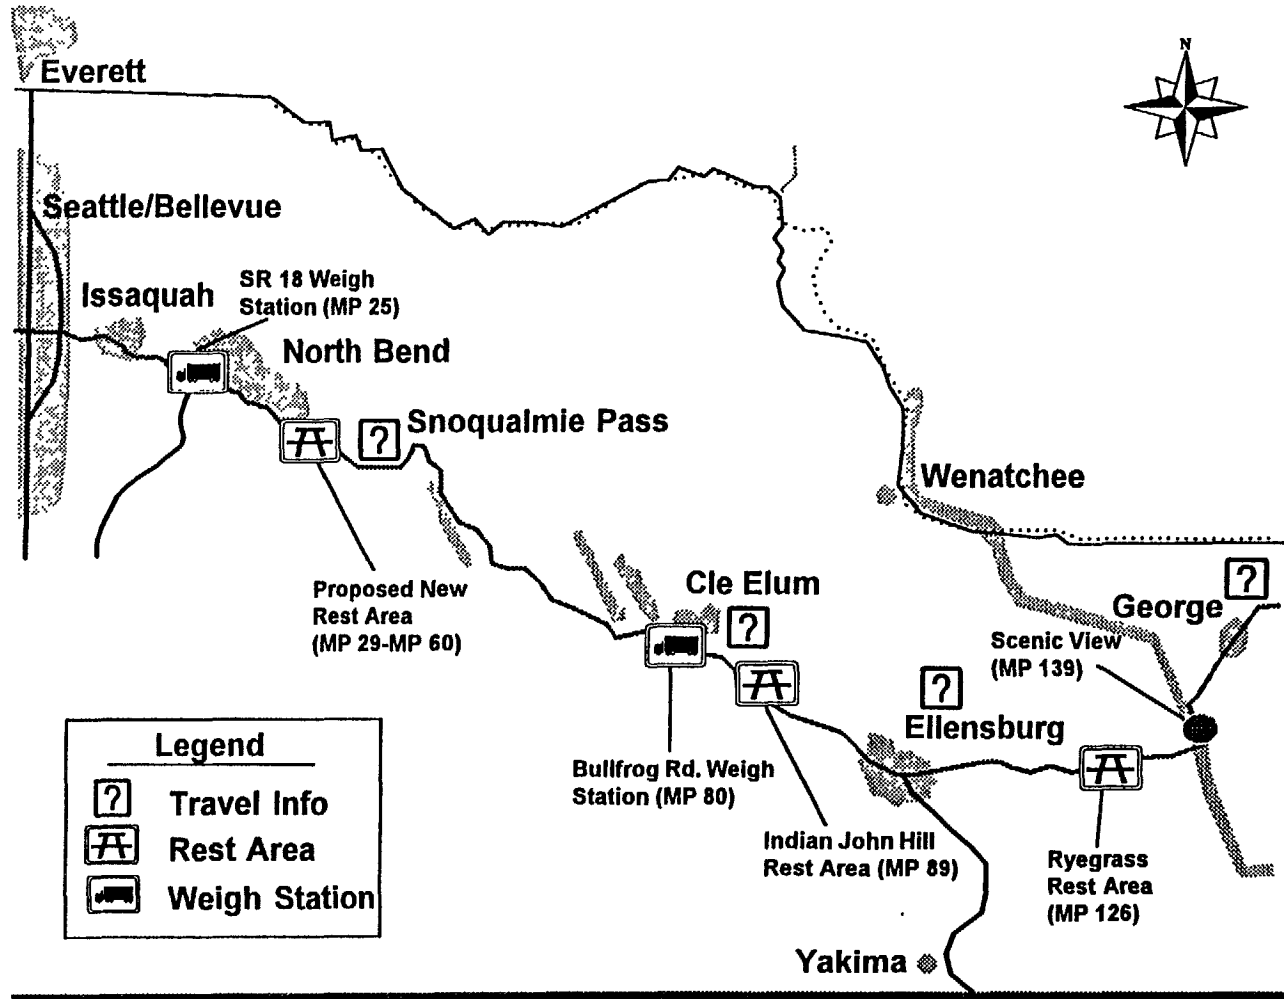 N
Everett
Seattle/Bellevue
SR 18 Weigh
Station (MP 25)
Issaquah
North Bend
?
Snoqualmie Pass
Wenatchee
Proposed New
Rest Area
(MP 29-MP 60)
Cle Elum
?
?
George
Scenic View
(MP 139)
?
Ellensburg
Legend
? Travel Info
Rest Area
Weigh Station
Bullfrog Rd. Weigh
Station (MP 80)
Indian John Hill
Rest Area (MP 89)
Ryegrass
Rest Area
(MP 126)
Yakima